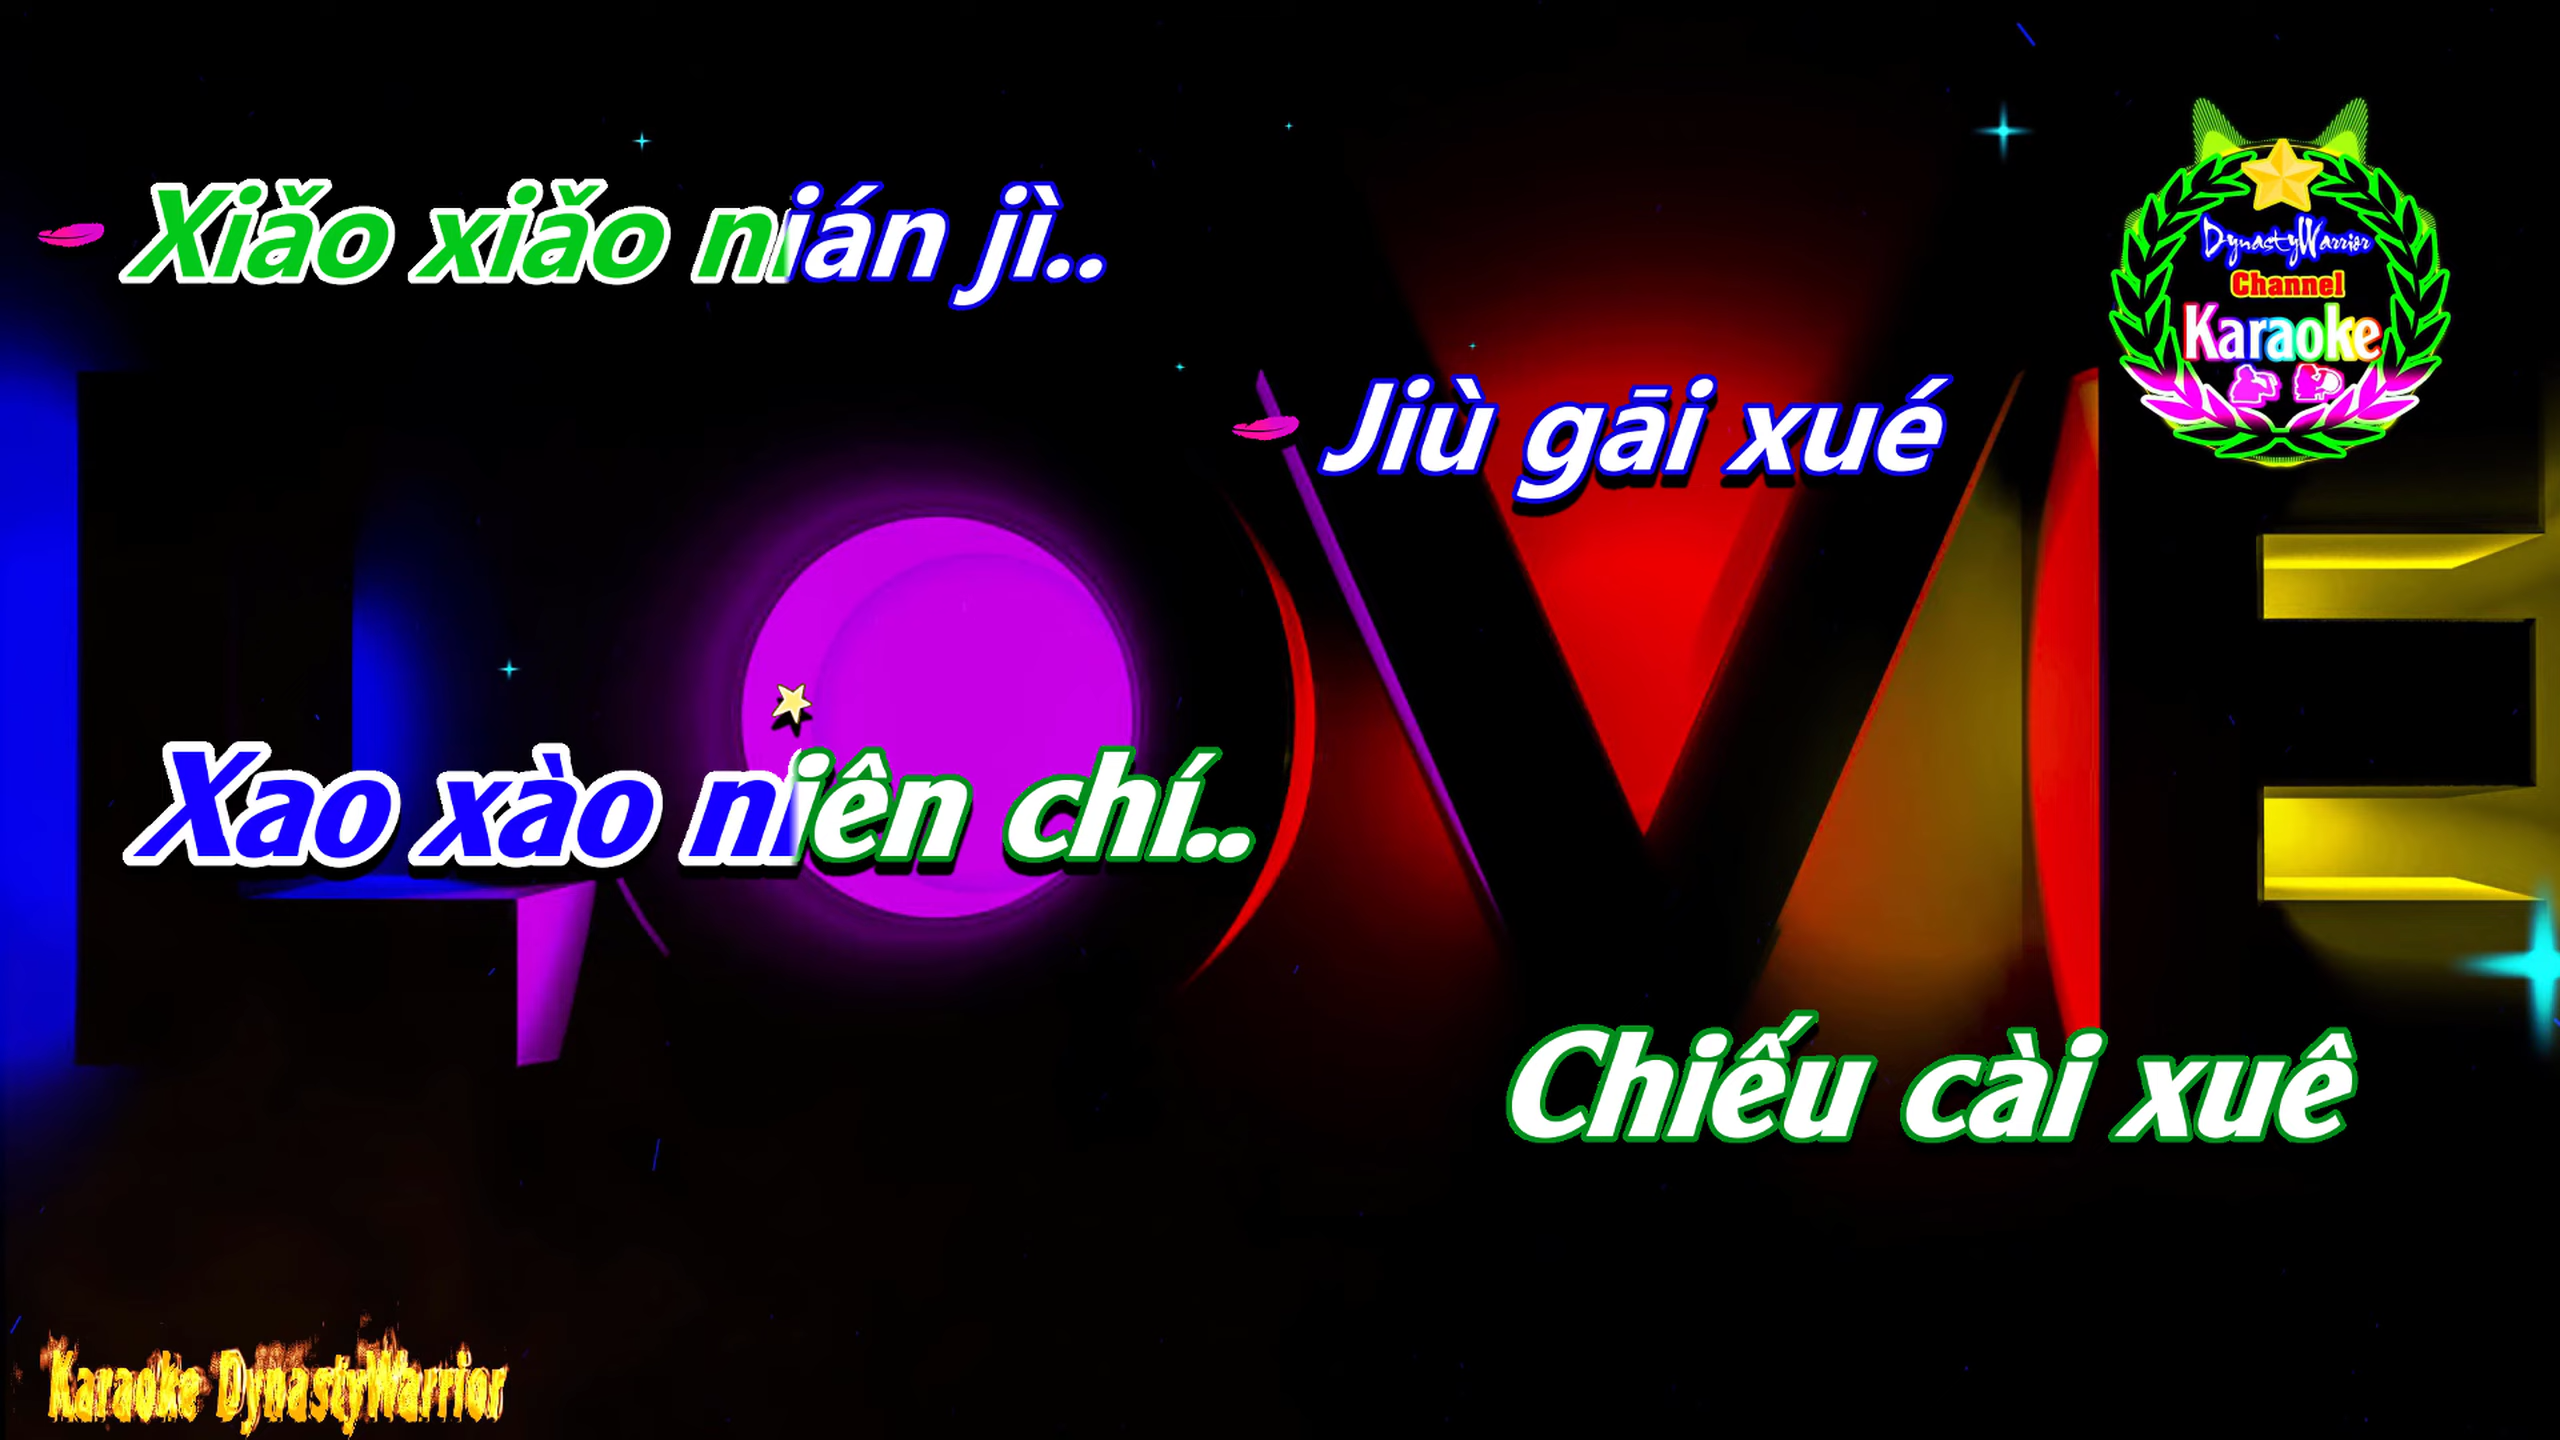 Xiǎo xiǎo nián jì..
DynastyWarrior
Channel
Karaoke
Jiù gāi xué
LOVE
Xao xào niên chí..
Chiếu cài xuê
Karaoke DynastyWarrior